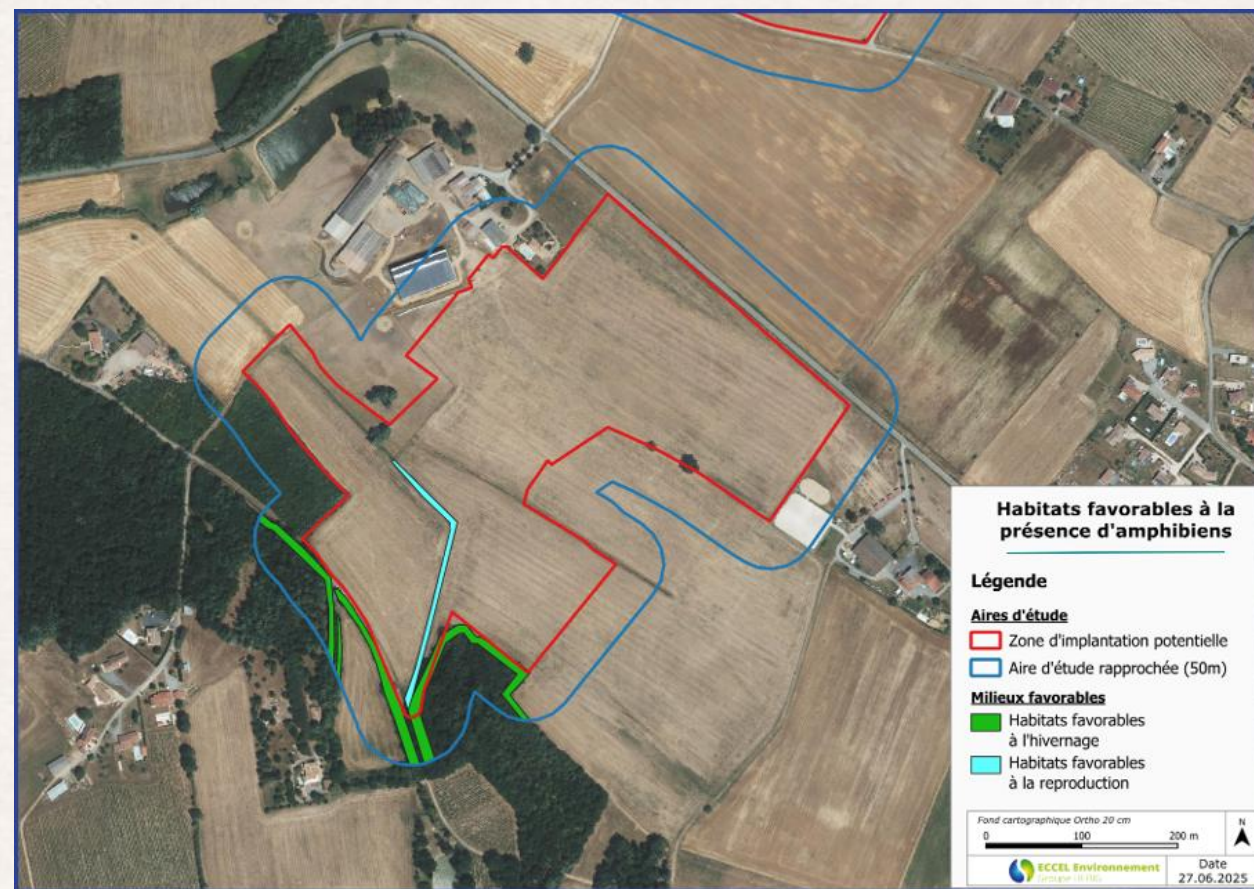 Habitats favorables à la
présence d'amphibiens
Légende
Aires d'étude
Zone d'implantation potentielle
Aire d'étude rapprochée (50m)
Milieux favorables
Habitats favorables
à l'hivernage
Habitats favorables
à la reproduction
Fond cartographique Ortho 20 cm
0 100 200 m
N
ECCEL Environnement
Date
27.06.2025